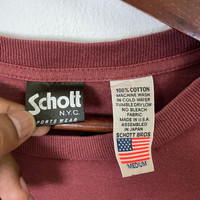 Schott
N.Y.C.
SPORTS WEAR
100% COTTON
MACHINE WASH
IN COLD WATER
TUMBLE DRY LOW
NO BLEACH
FABRIC
MADE IN U.S.A.
ASSEMBLED
IN JAPAN
SCHOTT BROS
MEDIUM